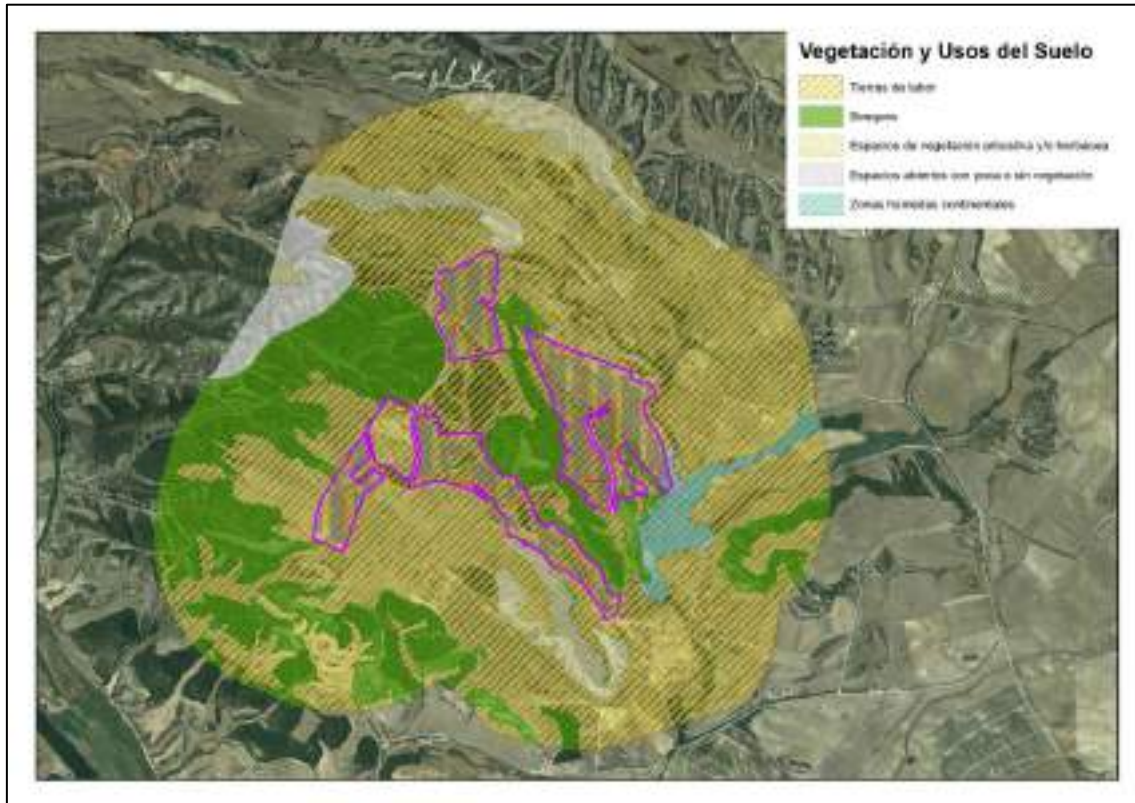 Vegetación y Usos del Suelo
Tierras de labor
Bosques
Espacios de vegetación arbustiva y/o herbácea
Espacios abiertos con poca o sin vegetación
Zonas húmedas continentales